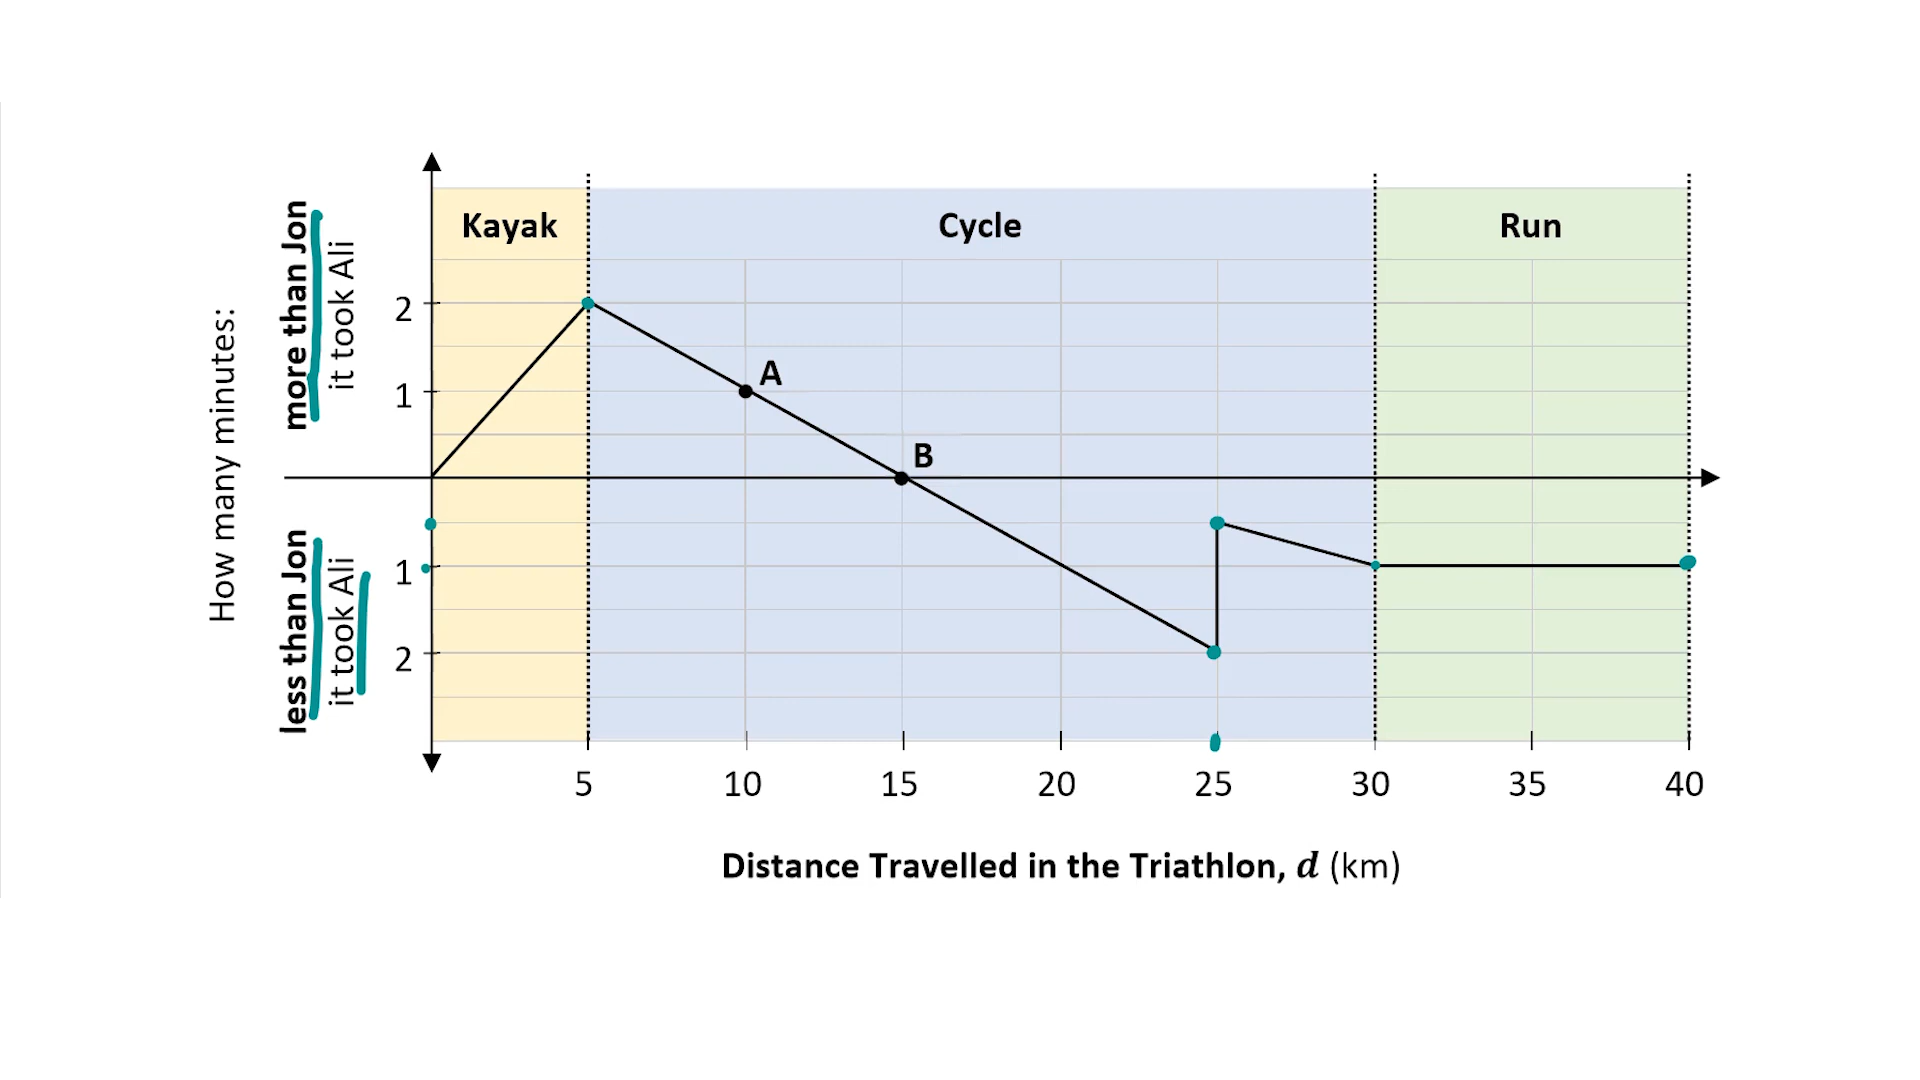 Kayak
Cycle
Run
How many minutes:
more than Jon
it took Ali
less than Jon
it took Ali
2
1
1
2
A
B
5 10 15 20 25 30 35 40
Distance Travelled in the Triathlon, d (km)